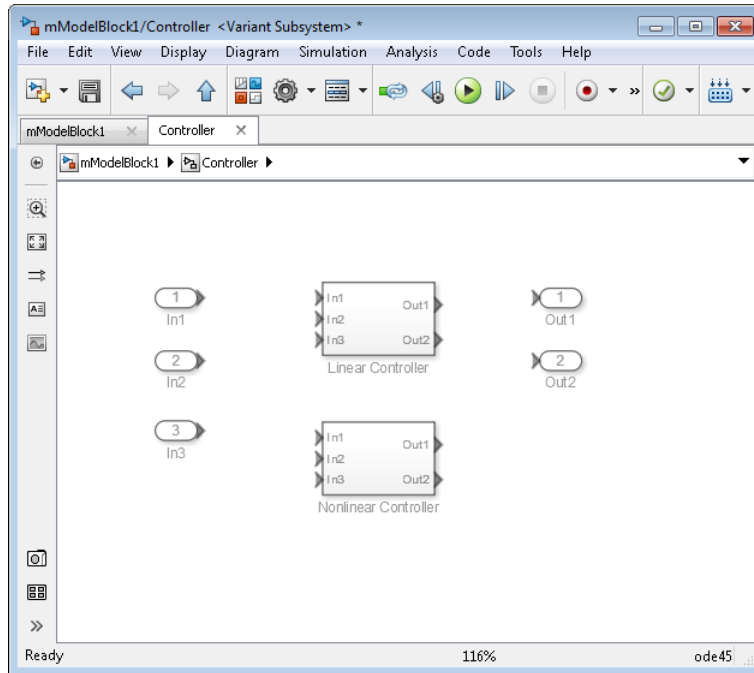 mModelBlock1/Controller <Variant Subsystem> *
File Edit View Display Diagram Simulation Analysis Code Tools Help
»
mModelBlock1 Controller
mModelBlock1 Controller
1
In1
2
In2
3
In3
In1
In2
In3
Out1
Out2
Linear Controller
In1
In2
In3
Out1
Out2
Nonlinear Controller
1
Out1
2
Out2
A
»
Ready 116% ode45